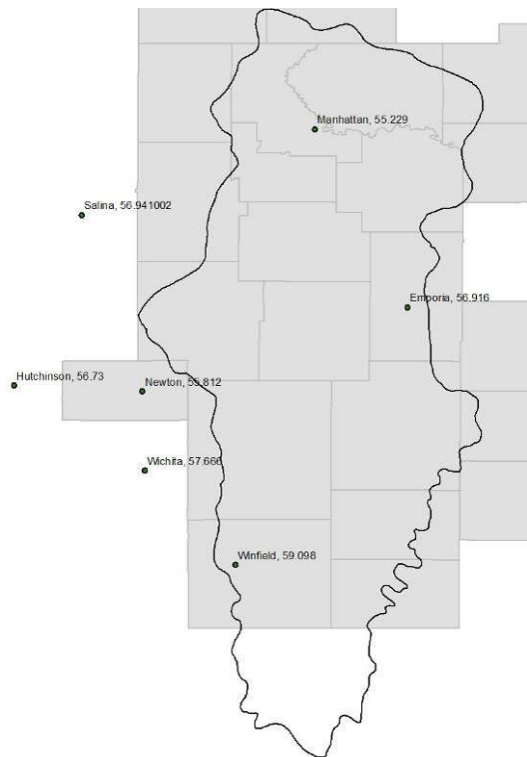 Manhattan, 55.229
Salina, 56.941002
Emporia, 56.916
Hutchinson, 56.73
Newton, 55.812
Wichita, 57.666
Winfield, 59.098